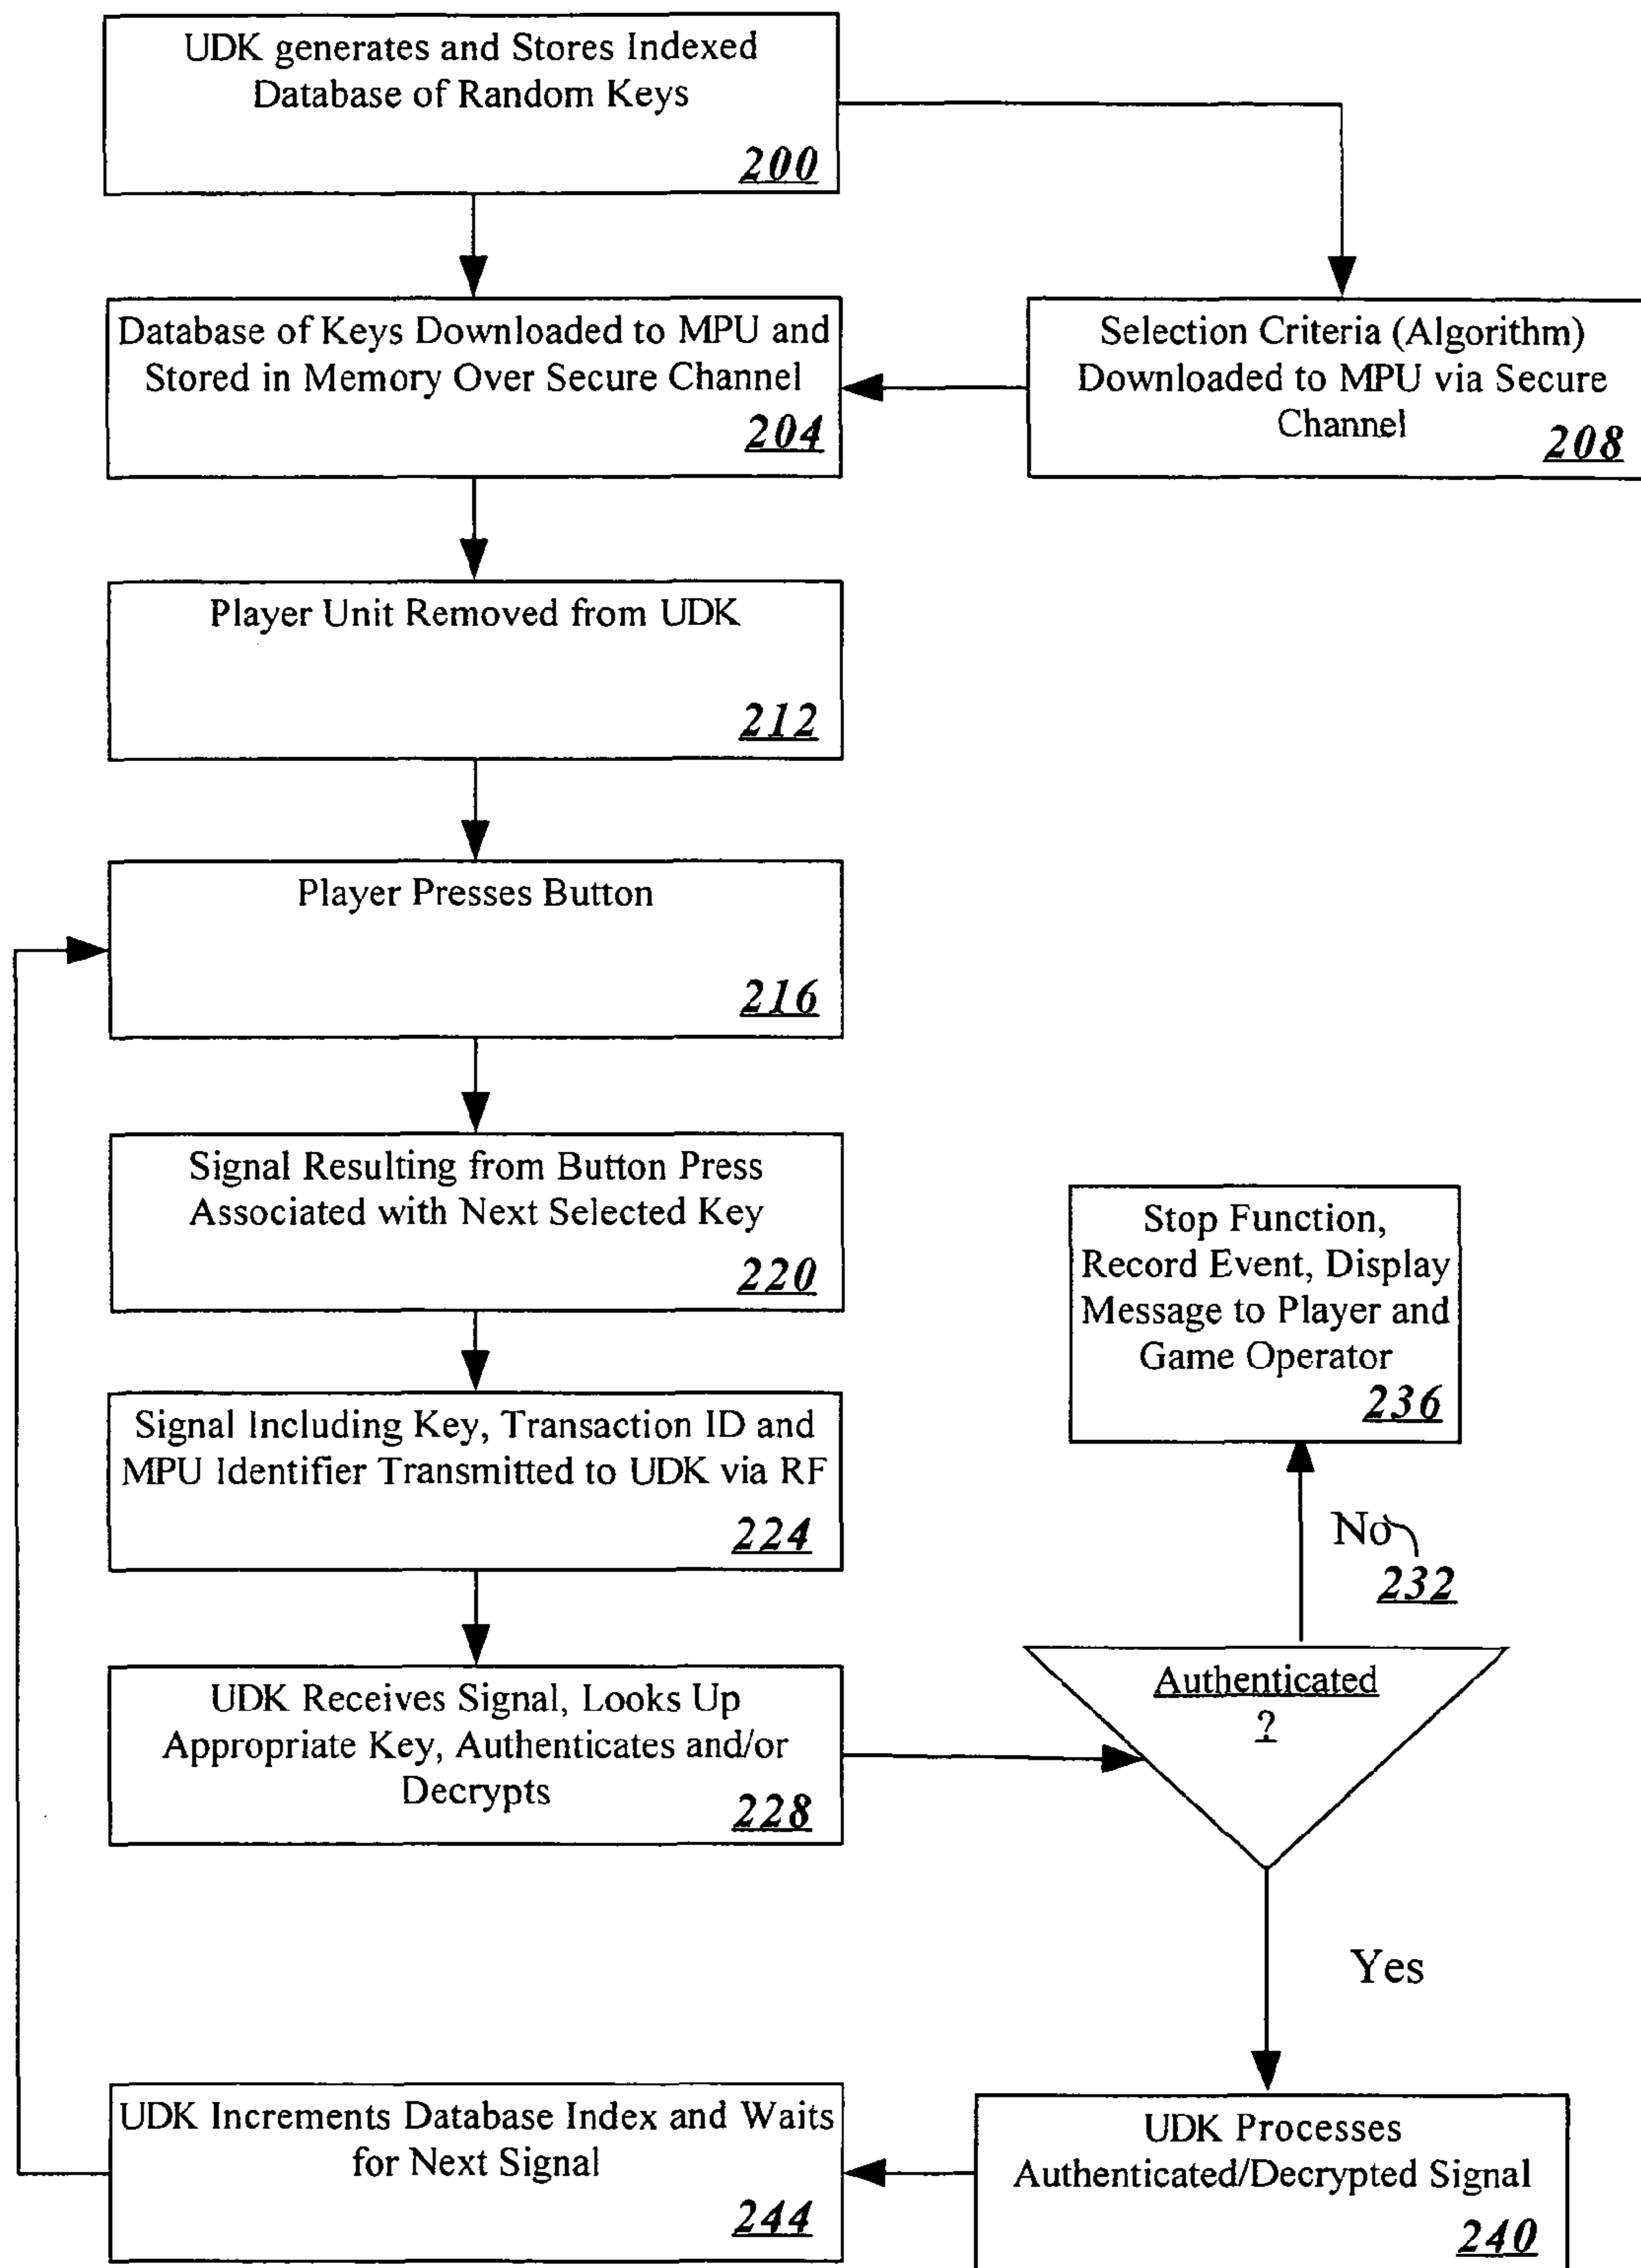 UDK generates and Stores Indexed
Database of Random Keys
200
Database of Keys Downloaded to MPU and
Stored in Memory Over Secure Channel
204
Selection Criteria (Algorithm)
Downloaded to MPU via Secure
Channel
208
Player Unit Removed from UDK
212
Player Presses Button
216
Signal Resulting from Button Press
Associated with Next Selected Key
220
Signal Including Key, Transaction ID and
MPU Identifier Transmitted to UDK via RF
224
UDK Receives Signal, Looks Up
Appropriate Key, Authenticates and/or
Decrypts
228
Authenticated
?
No
232
Stop Function,
Record Event, Display
Message to Player and
Game Operator
236
Yes
UDK Processes
Authenticated/Decrypted Signal
240
UDK Increments Database Index and Waits
for Next Signal
244